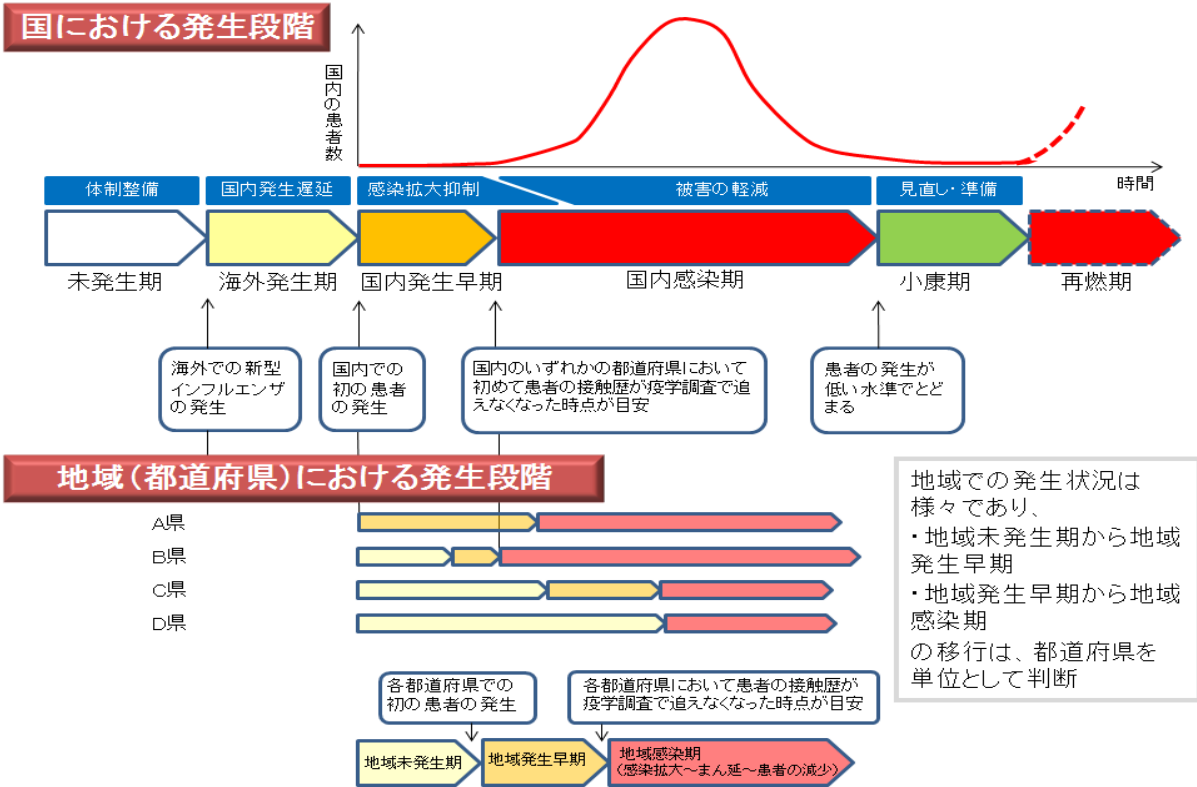 国における発生段階
国内の患者数
時間
体制整備
国内発生遅延
感染拡大抑制
被害の軽減
見直し・準備
未発生期
海外発生期
国内発生早期
国内感染期
小康期
再燃期
海外での新型
インフルエンザ
の発生
国内での
初の患者
の発生
国内のいずれかの都道府県において
初めて患者の接触歴が疫学調査で追
えなくなった時点が目安
患者の発生が
低い水準でとど
まる
地域(都道府県)における発生段階
A県
B県
C県
D県
地域での発生状況は
様々であり、
・地域未発生期から地域
発生早期
・地域発生早期から地域
感染期
の移行は、都道府県を
単位として判断
各都道府県での
初の患者の発生
各都道府県において患者の接触歴が
疫学調査で追えなくなった時点が目安
地域未発生期
地域発生早期
地域感染期
(感染拡大~まん延~患者の減少)